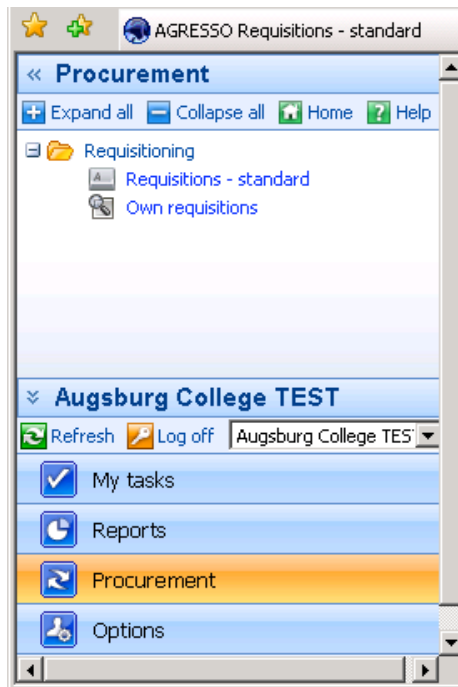 AGRESSO Requisitions - standard
« Procurement
Expand all Collapse all Home Help
Requisitioning
Requisitions - standard
Own requisitions
Augsburg College TEST
Refresh Log off Augsburg College TES
My tasks
Reports
Procurement
Options